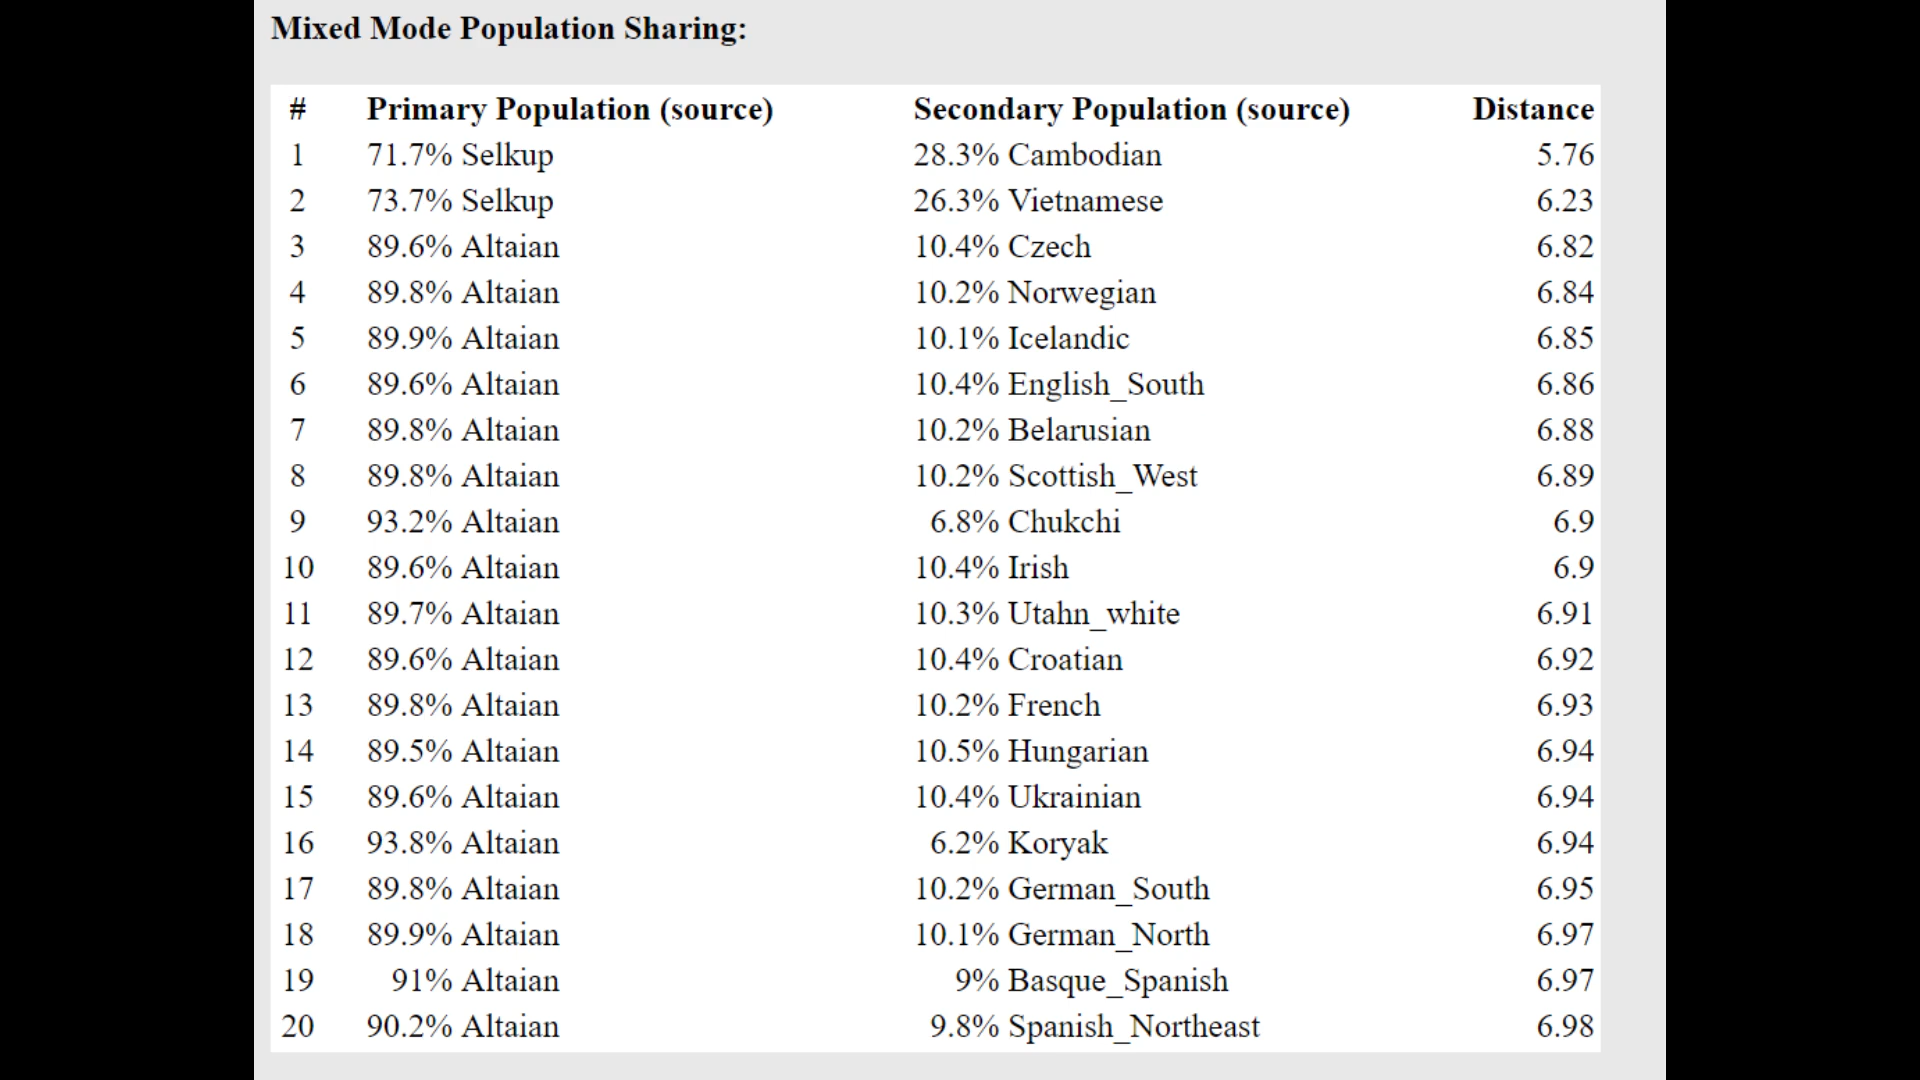 Mixed Mode Population Sharing:
# Primary Population (source) Secondary Population (source) Distance
1 71.7% Selkup 28.3% Cambodian 5.76
2 73.7% Selkup 26.3% Vietnamese 6.23
3 89.6% Altaian 10.4% Czech 6.82
4 89.8% Altaian 10.2% Norwegian 6.84
5 89.9% Altaian 10.1% Icelandic 6.85
6 89.6% Altaian 10.4% English_South 6.86
7 89.8% Altaian 10.2% Belarusian 6.88
8 89.8% Altaian 10.2% Scottish_West 6.89
9 93.2% Altaian 6.8% Chukchi 6.9
10 89.6% Altaian 10.4% Irish 6.9
11 89.7% Altaian 10.3% Utahn_white 6.91
12 89.6% Altaian 10.4% Croatian 6.92
13 89.8% Altaian 10.2% French 6.93
14 89.5% Altaian 10.5% Hungarian 6.94
15 89.6% Altaian 10.4% Ukrainian 6.94
16 93.8% Altaian 6.2% Koryak 6.94
17 89.8% Altaian 10.2% German_South 6.95
18 89.9% Altaian 10.1% German_North 6.97
19 91% Altaian 9% Basque_Spanish 6.97
20 90.2% Altaian 9.8% Spanish_Northeast 6.98